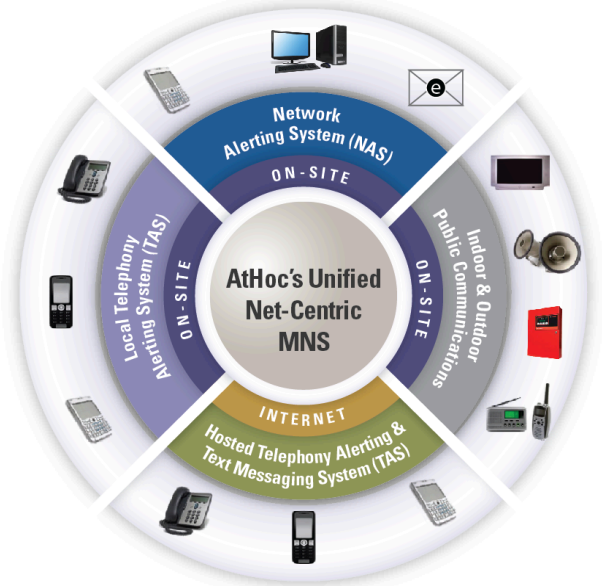 Network
Alerting System (NAS)
ON-SITE
e
Local Telephony
Alerting System (TAS)
ON-SITE
AtHoc's Unified
Net-Centric
MNS
ON-SITE
Indoor & Outdoor
Public Communications
INTERNET
Hosted Telephony Alerting &
Text Messaging System (TAS)